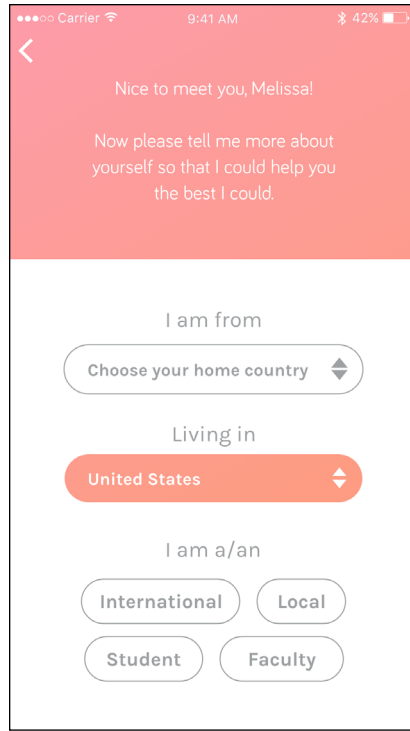 Carrier 9:41 AM 42%
Nice to meet you, Melissa!
Now please tell me more about
yourself so that I could help you
the best I could.
I am from
Choose your home country
Living in
United States
I am a/an
International Local
Student Faculty